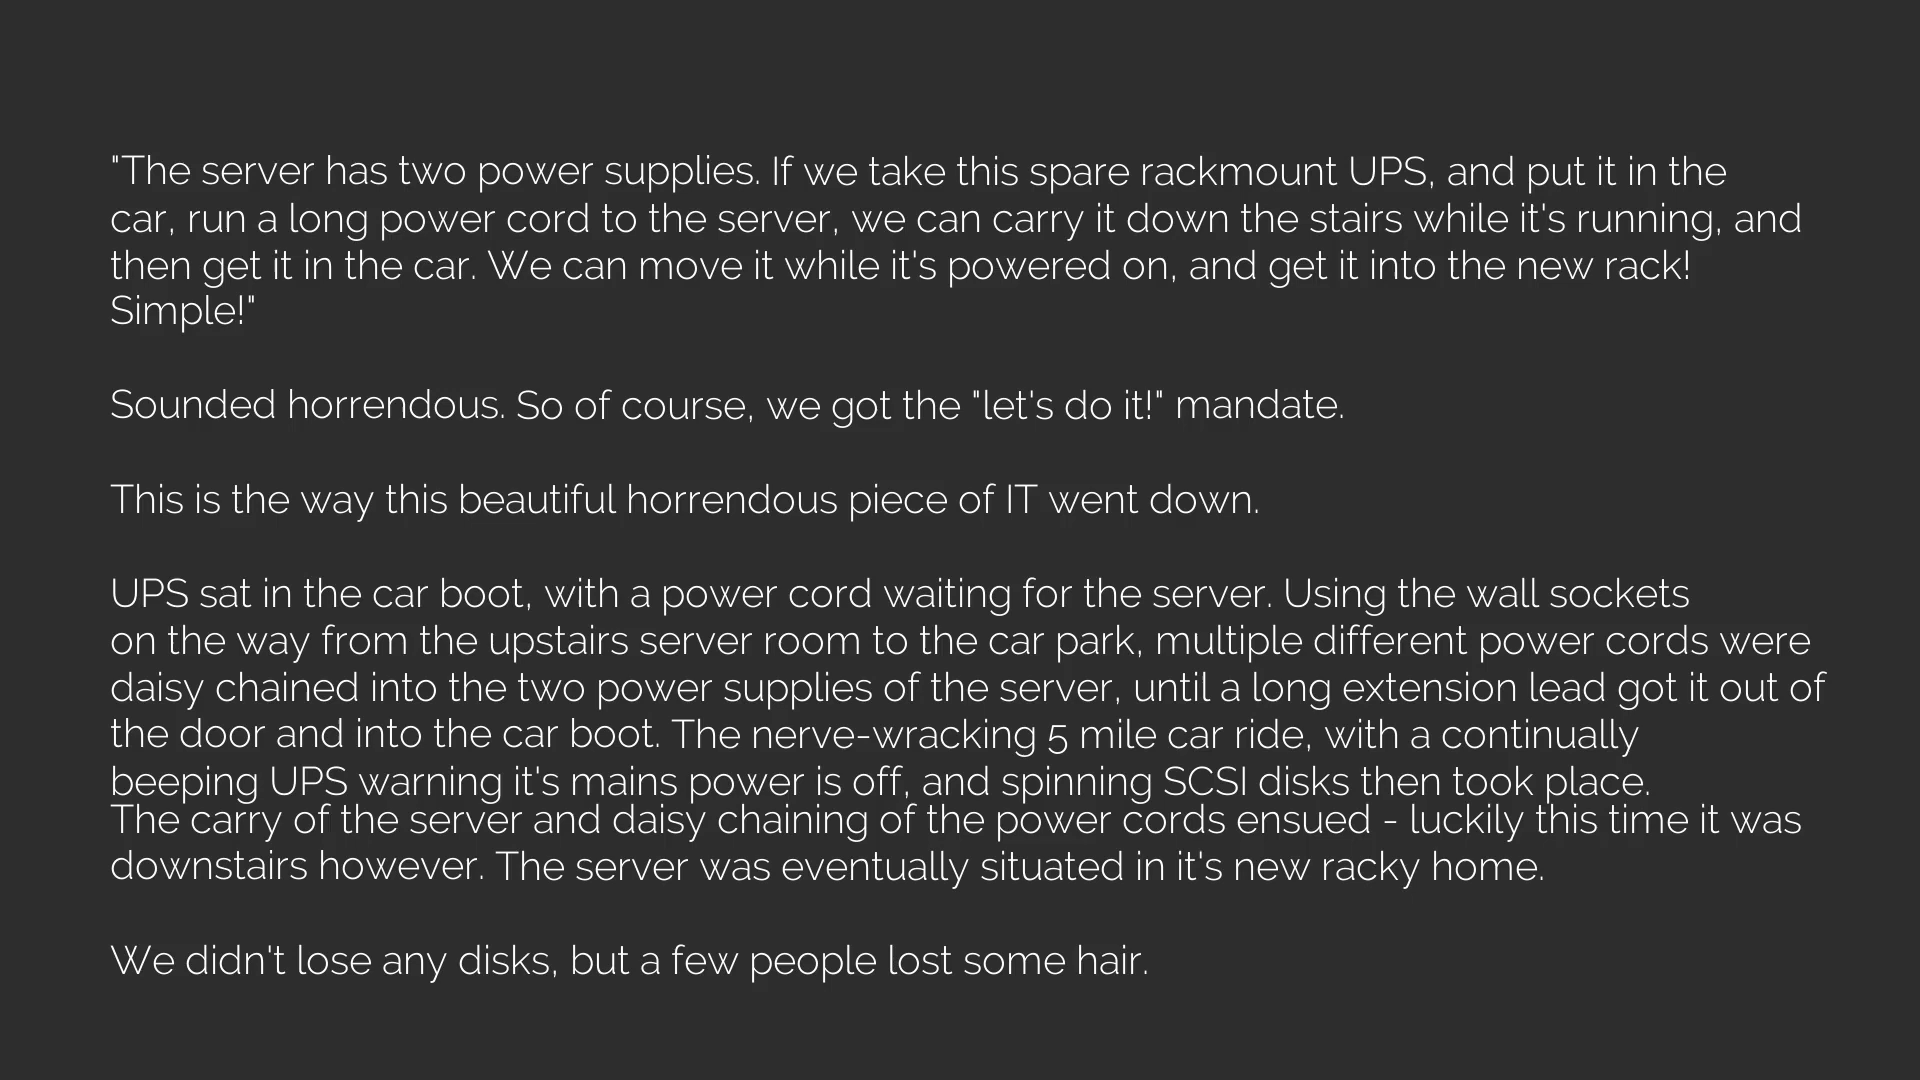 "The server has two power supplies. If we take this spare rackmount UPS, and put it in the
car, run a long power cord to the server, we can carry it down the stairs while it's running, and
then get it in the car. We can move it while it's powered on, and get it into the new rack!
Simple!"
Sounded horrendous. So of course, we got the "let's do it!" mandate.
This is the way this beautiful horrendous piece of IT went down.
UPS sat in the car boot, with a power cord waiting for the server. Using the wall sockets
on the way from the upstairs server room to the car park, multiple different power cords were
daisy chained into the two power supplies of the server, until a long extension lead got it out of
the door and into the car boot. The nerve-wracking 5 mile car ride, with a continually
beeping UPS warning it's mains power is off, and spinning SCSI disks then took place.
The carry of the server and daisy chaining of the power cords ensued - luckily this time it was
downstairs however. The server was eventually situated in it's new racky home.
We didn't lose any disks, but a few people lost some hair.